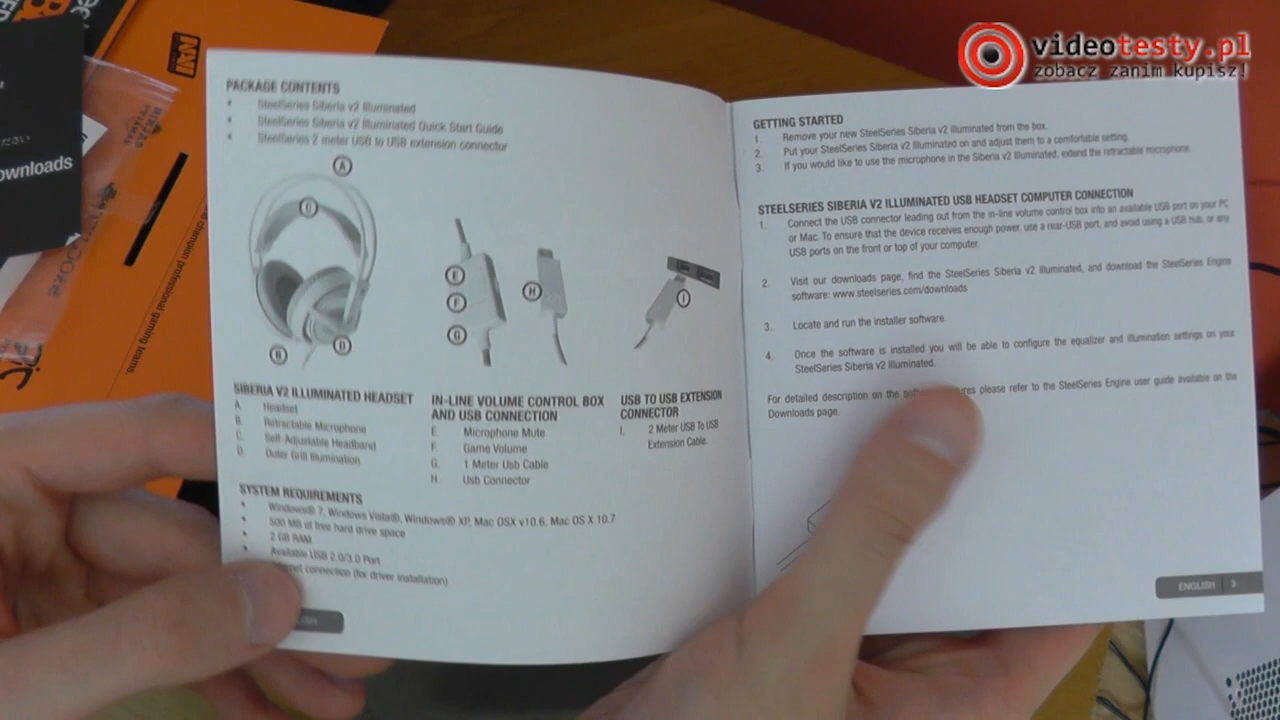 videotesty.pl
zobacz zanim kupisz!
NAVI
ownloads
and champion professional gaming teams.
PACKAGE CONTENTS
SteelSeries Siberia v2 Illuminated
SteelSeries Siberia v2 Illuminated Quick Start Guide
SteelSeries 2 meter USB to USB extension connector
A
C
B
D
E
F
G
H
I
SIBERIA V2 ILLUMINATED HEADSET
A. Headset
B. Retractable Microphone
C. Self-Adjustable Headband
D. Outer Grill Illumination
IN-LINE VOLUME CONTROL BOX
AND USB CONNECTION
E. Microphone Mute
F. Game Volume
G. 1 Meter Usb Cable
H. Usb Connector
USB TO USB EXTENSION
CONNECTOR
I. 2 Meter USB To USB
Extension Cable.
SYSTEM REQUIREMENTS
Windows® 7, Windows Vista®, Windows® XP, Mac OSX v10.6, Mac OS X 10.7
500 MB of free hard drive space
2 GB RAM
Available USB 2.0/3.0 Port
connection (for driver installation)
GETTING STARTED
1. Remove your new SteelSeries Siberia v2 Illuminated from the box.
2. Put your SteelSeries Siberia v2 Illuminated on and adjust them to a comfortable setting.
3. If you would like to use the microphone in the Siberia v2 Illuminated, extend the retractable microphone.
STEELSERIES SIBERIA V2 ILLUMINATED USB HEADSET COMPUTER CONNECTION
1. Connect the USB connector leading out from the in-line volume control box into an available USB port on your PC
or Mac. To ensure that the device receives enough power, use a rear-USB port, and avoid using a USB hub, or any
USB ports on the front or top of your computer.
2. Visit our downloads page, find the SteelSeries Siberia v2 Illuminated, and download the SteelSeries Engine
software: www.steelseries.com/downloads
3. Locate and run the installer software.
4. Once the software is installed you will be able to configure the equalizer and illumination settings on your
SteelSeries Siberia v2 Illuminated.
For detailed description on the please refer to the SteelSeries Engine user guide available on the
Downloads page.
ENGLISH 3